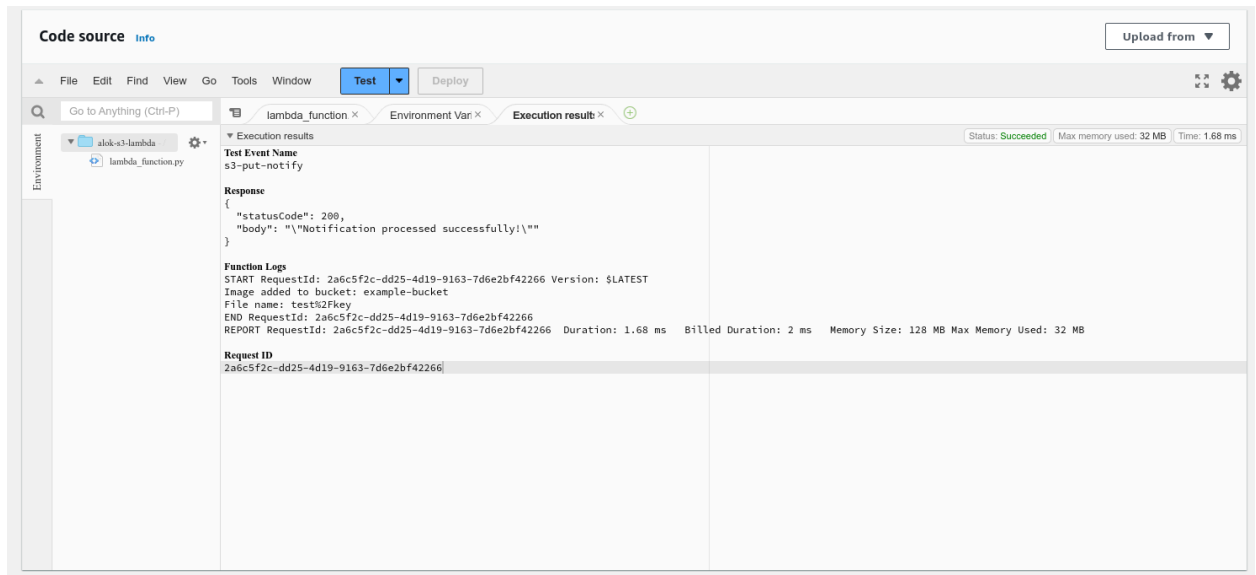 Code source Info
Upload from
File Edit Find View Go Tools Window Test Deploy
Go to Anything (Ctrl-P)
lambda_function
Environment Vari
Execution results
Environment
alok-s3-lambda
lambda_function.py
Execution results
Status: Succeeded Max memory used: 32 MB Time: 1.68 ms
Test Event Name
s3-put-notify
Response
{
"statusCode": 200,
"body": "\"Notification processed successfully!\""
}
Function Logs
START RequestId: 2a6c5f2c-dd25-4d19-9163-7d6e2bf42266 Version: $LATEST
Image added to bucket: example-bucket
File name: test%2Fkey
END RequestId: 2a6c5f2c-dd25-4d19-9163-7d6e2bf42266
REPORT RequestId: 2a6c5f2c-dd25-4d19-9163-7d6e2bf42266 Duration: 1.68 ms Billed Duration: 2 ms Memory Size: 128 MB Max Memory Used: 32 MB
Request ID
2a6c5f2c-dd25-4d19-9163-7d6e2bf42266